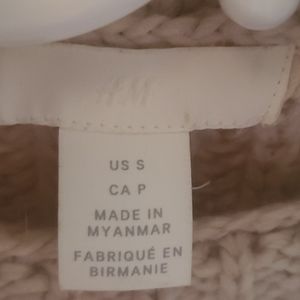 H&M
US S
CA P
MADE IN
MYANMAR
FABRIQUÉ EN
BIRMANIE